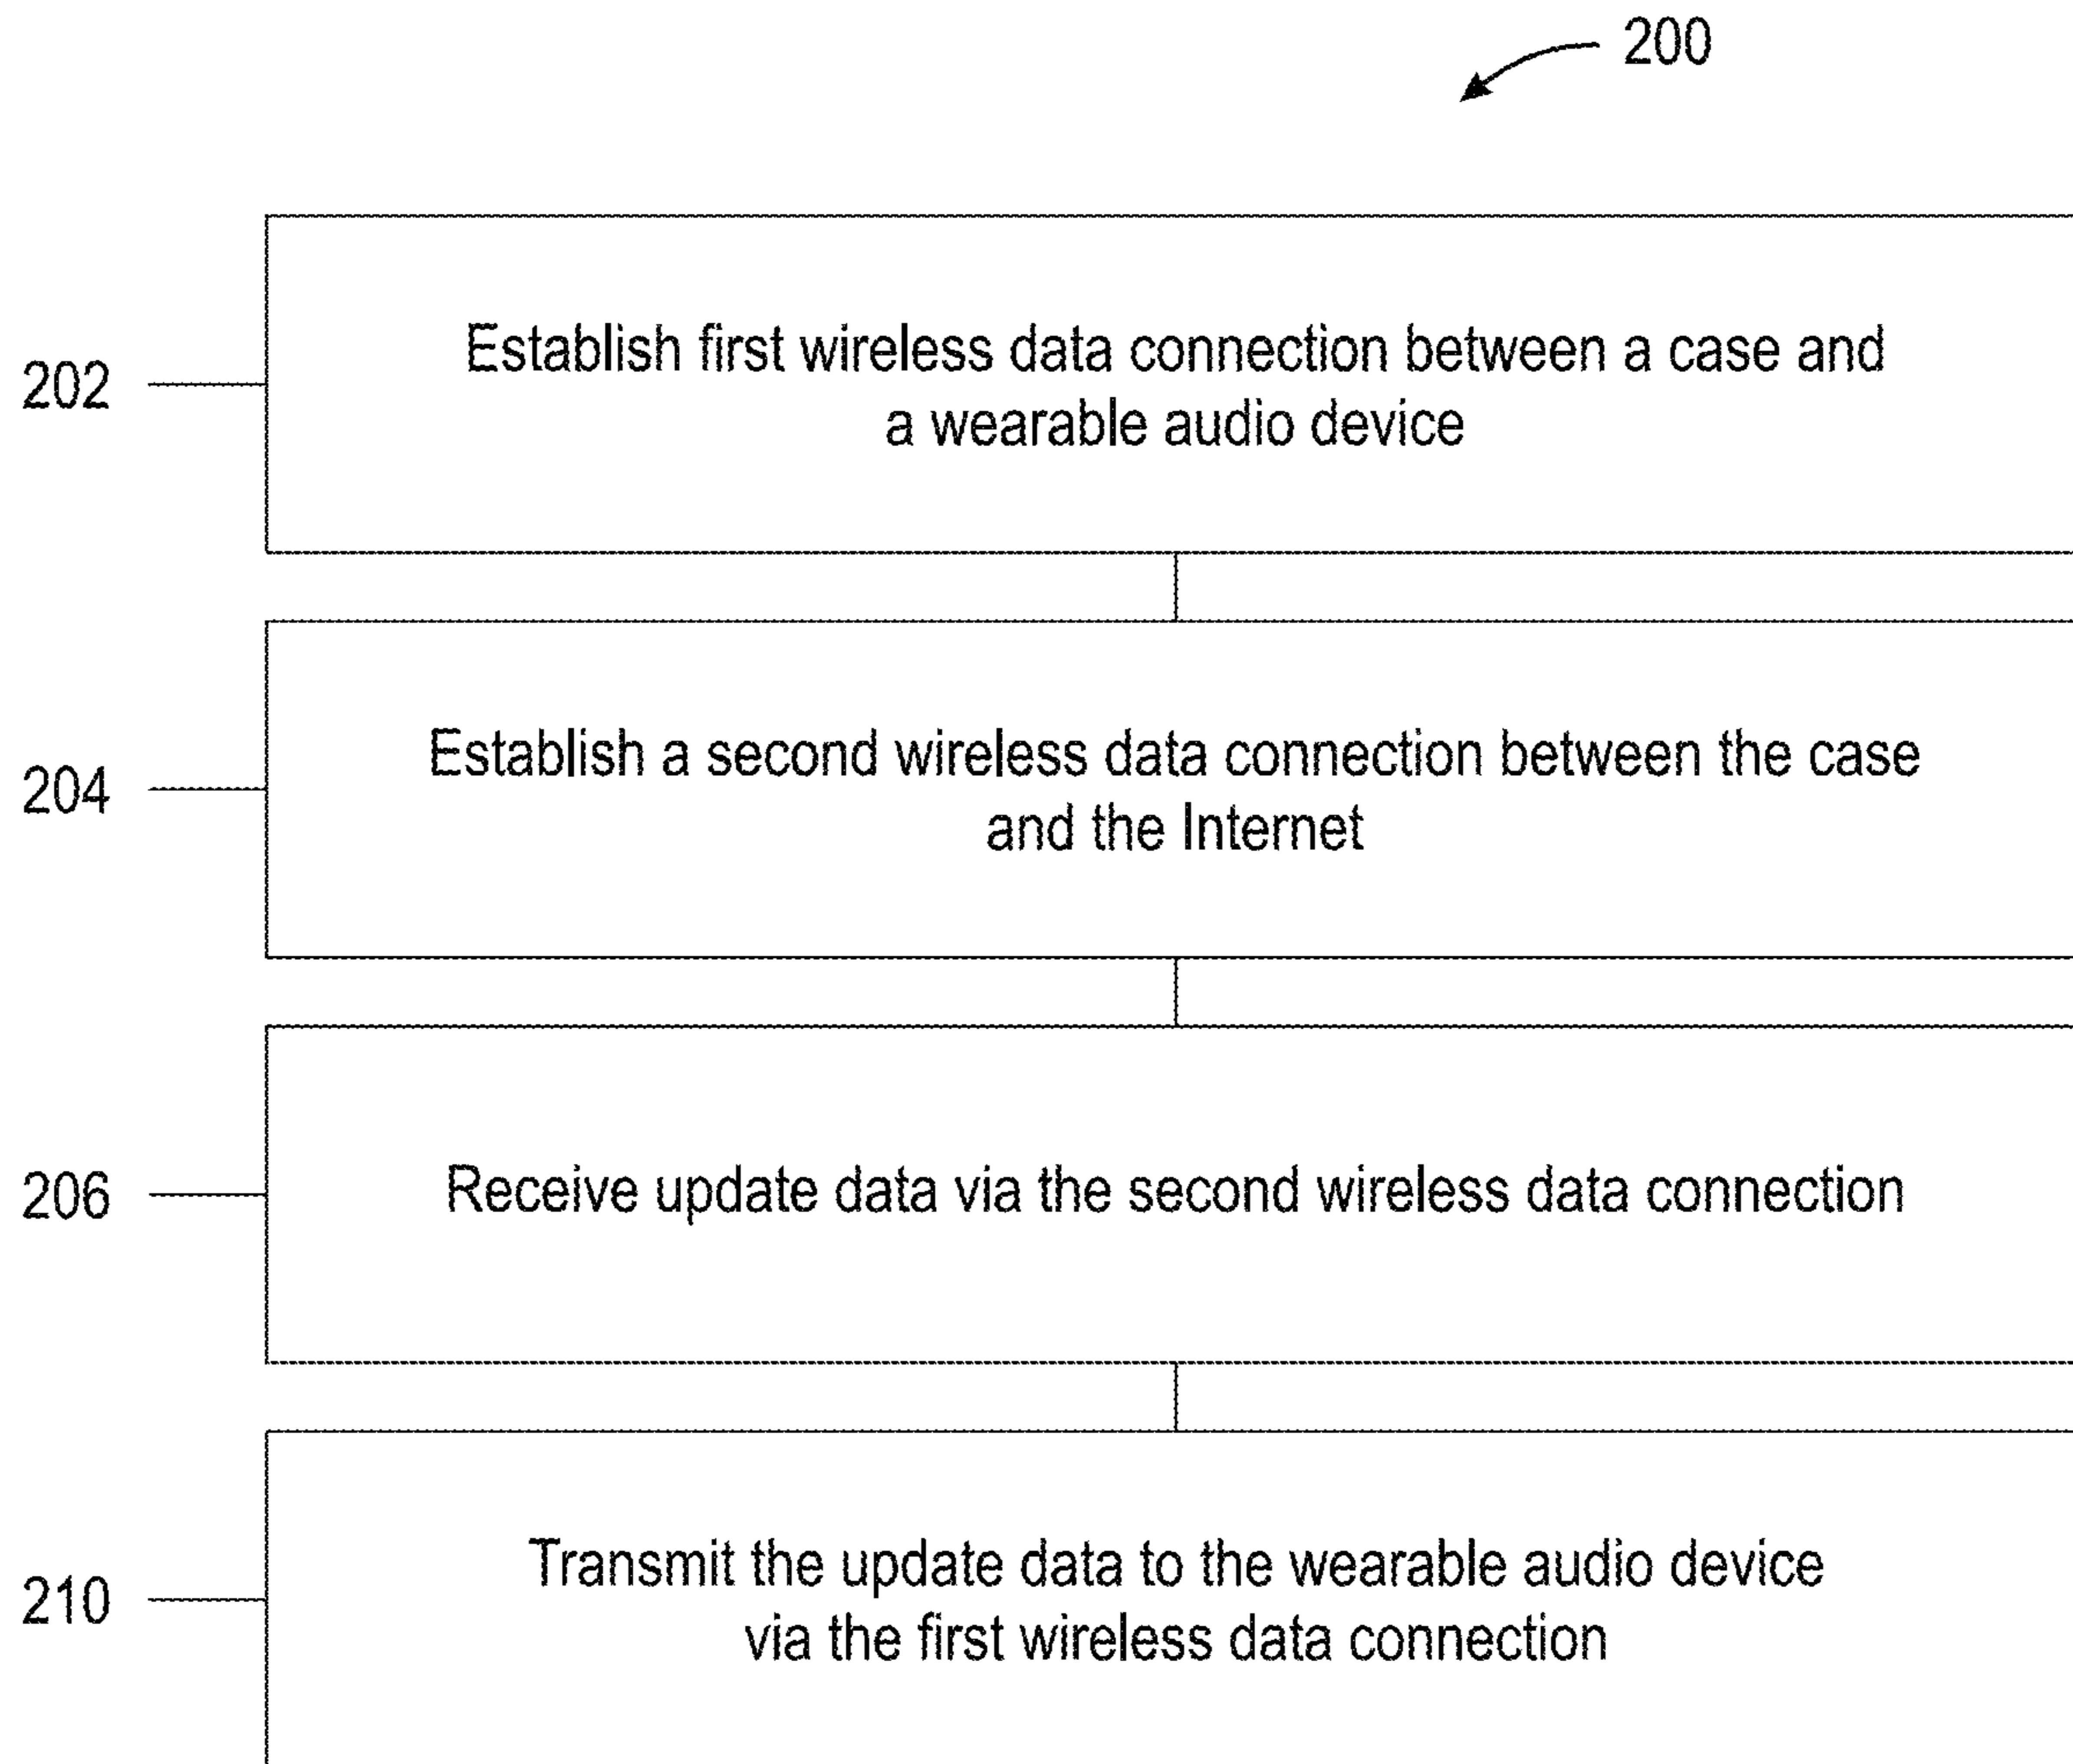 200
202
Establish first wireless data connection between a case and
a wearable audio device
204
Establish a second wireless data connection between the case
and the Internet
206
Receive update data via the second wireless data connection
210
Transmit the update data to the wearable audio device
via the first wireless data connection